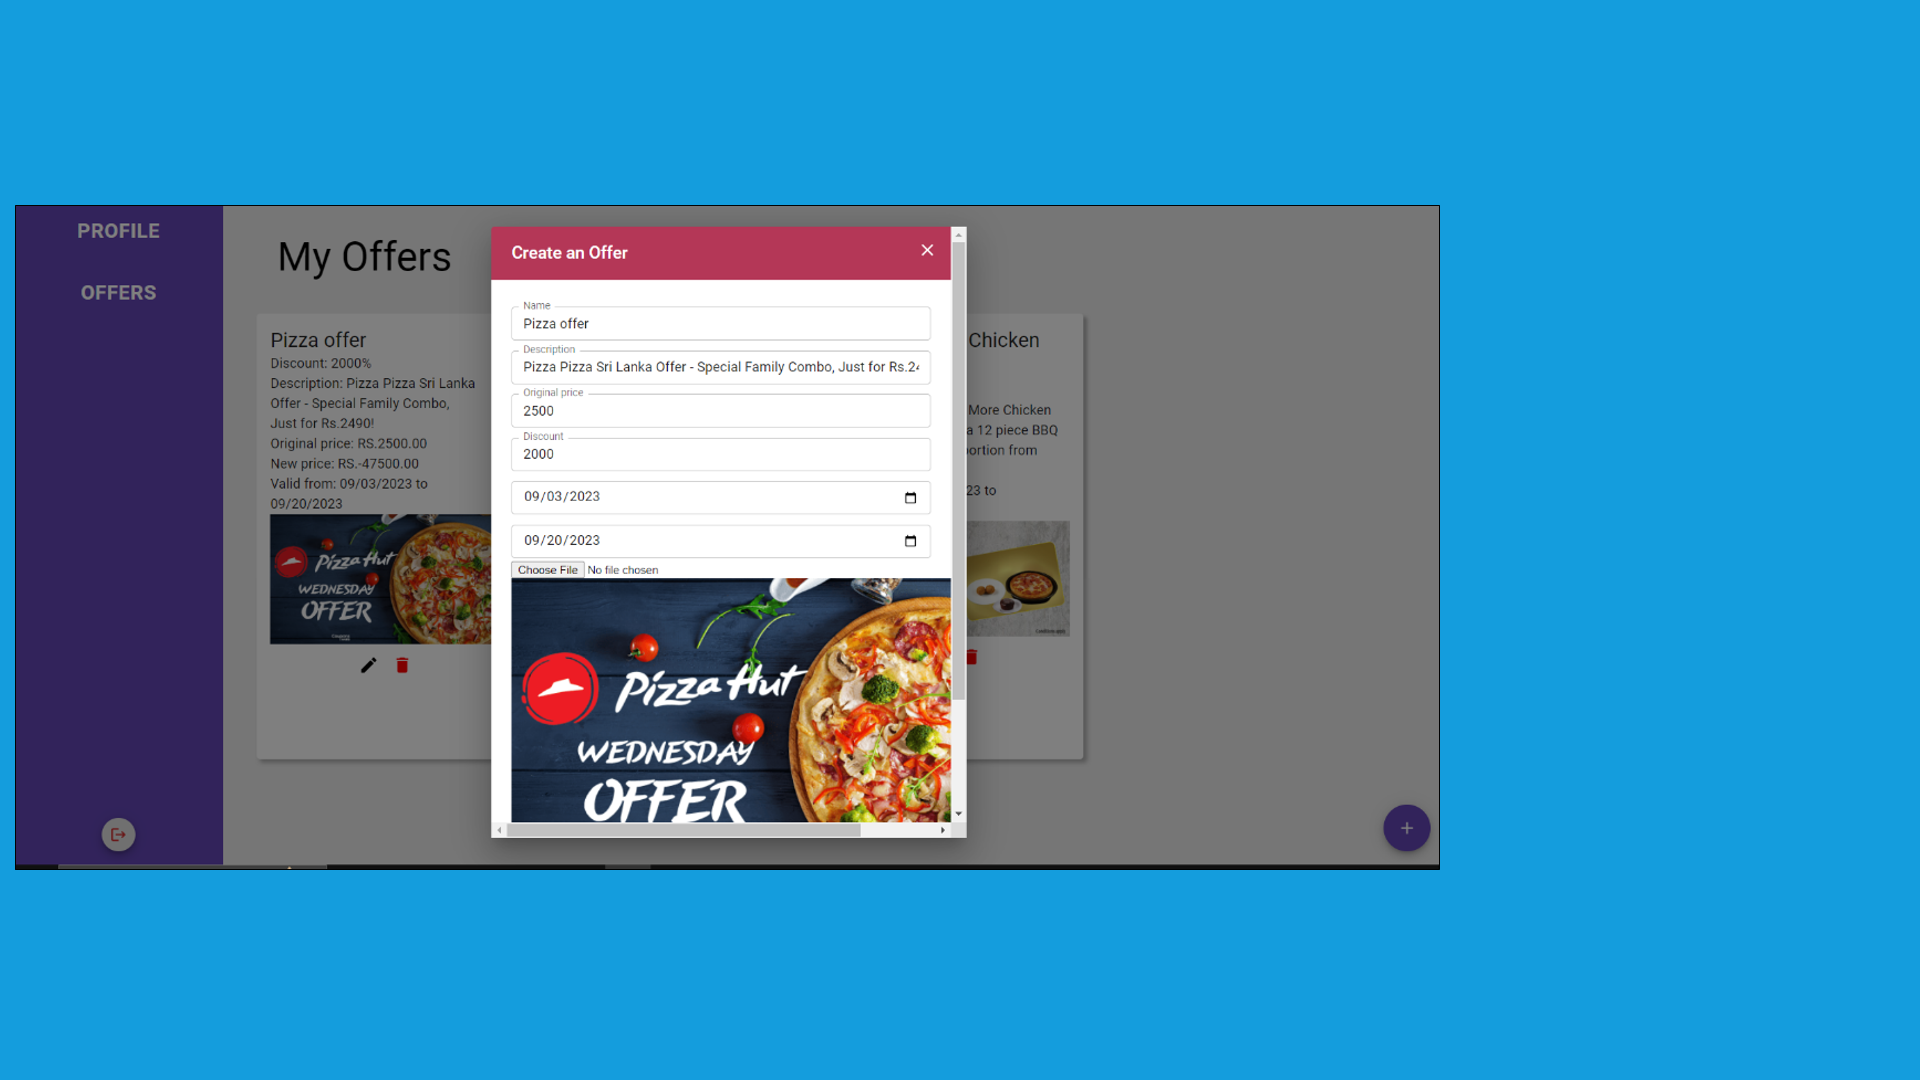 PROFILE
OFFERS
My Offers
Pizza offer
Discount: 2000%
Description: Pizza Pizza Sri Lanka
Offer - Special Family Combo,
Just for Rs.2490!
Original price: RS.2500.00
New price: RS.-47500.00
Valid from: 09/03/2023 to
09/20/2023
Pizza Hut
WEDNESDAY
OFFER
Create an Offer
Name
Pizza offer
Description
Pizza Pizza Sri Lanka Offer - Special Family Combo, Just for Rs.24
Original price
2500
Discount
2000
09/03/2023
09/20/2023
Choose File No file chosen
Pizza Hut
WEDNESDAY
OFFER
Chicken
More Chicken
a 12 piece BBQ
ortion from
23 to